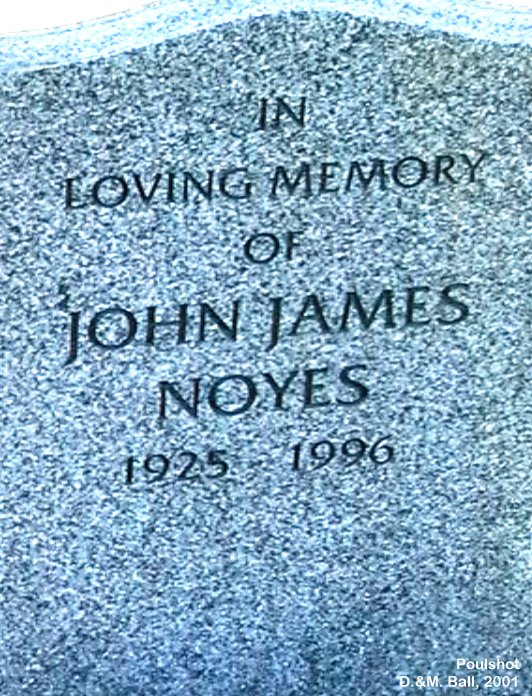 IN
LOVING MEMORY
OF
JOHN JAMES
NOYES
1925 1996
Poulshot
D.&M. Ball, 2001